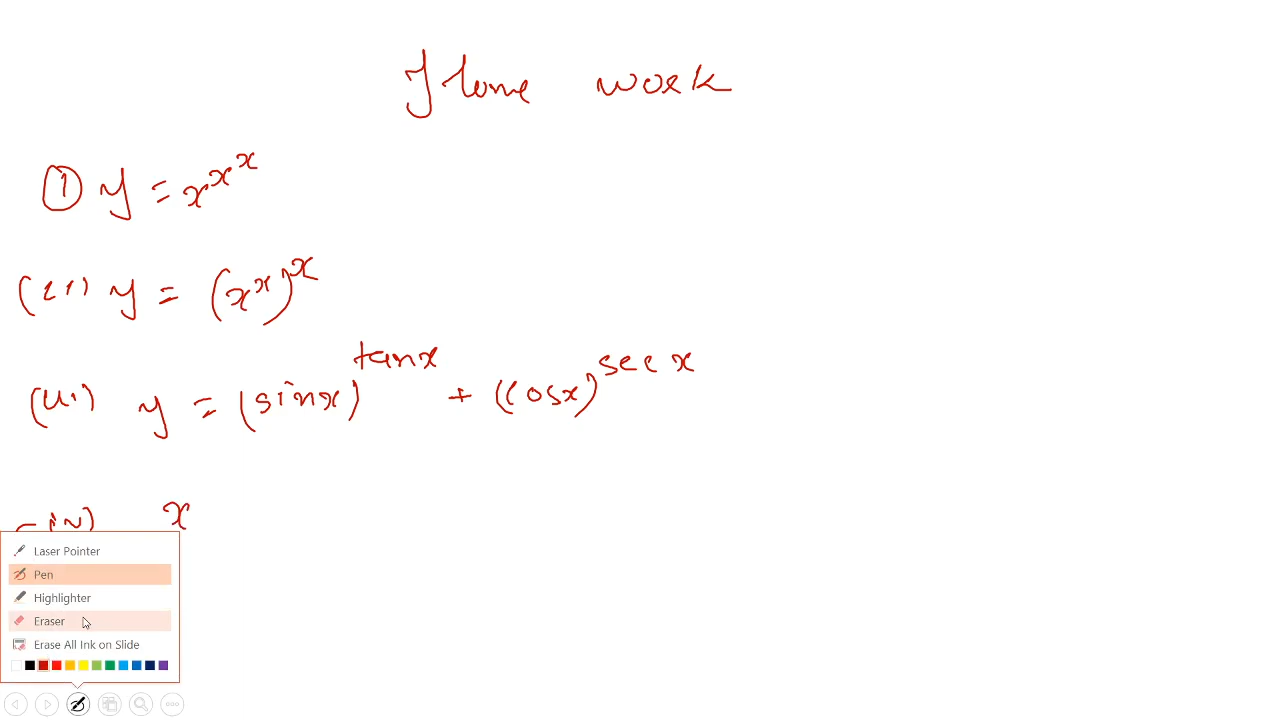 Home work
① y = x^x^x
(ii) y = (x^x)^x
(iii) y = (sinx)^tanx + (cosx)^sec x
(iv) x
Laser Pointer
Pen
Highlighter
Eraser
Erase All Ink on Slide